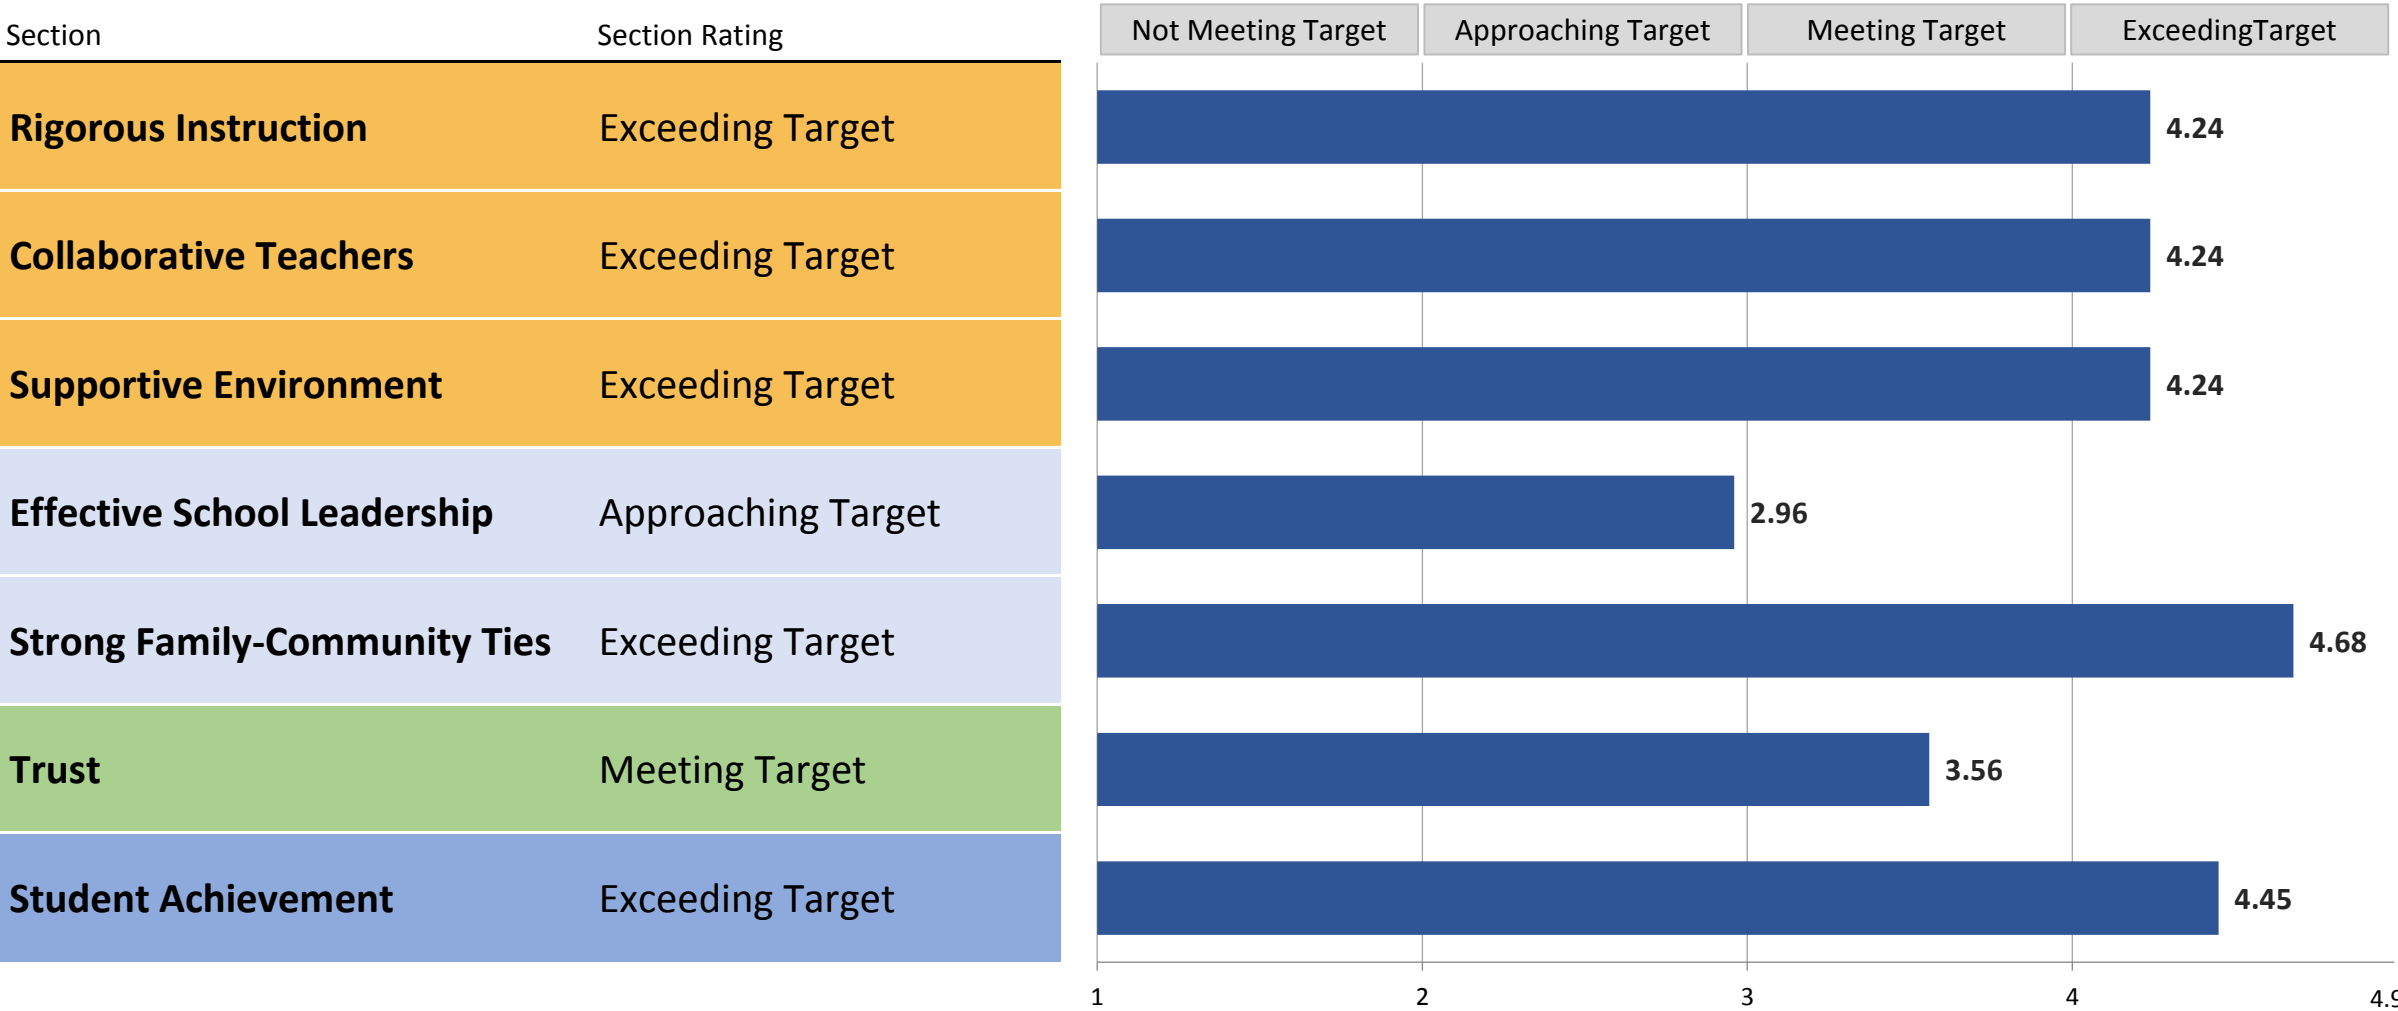 Section Section Rating Not Meeting Target Approaching Target Meeting Target ExceedingTarget
Rigorous Instruction Exceeding Target 4.24
Collaborative Teachers Exceeding Target 4.24
Supportive Environment Exceeding Target 4.24
Effective School Leadership Approaching Target 2.96
Strong Family-Community Ties Exceeding Target 4.68
Trust Meeting Target 3.56
Student Achievement Exceeding Target 4.45
1 2 3 4